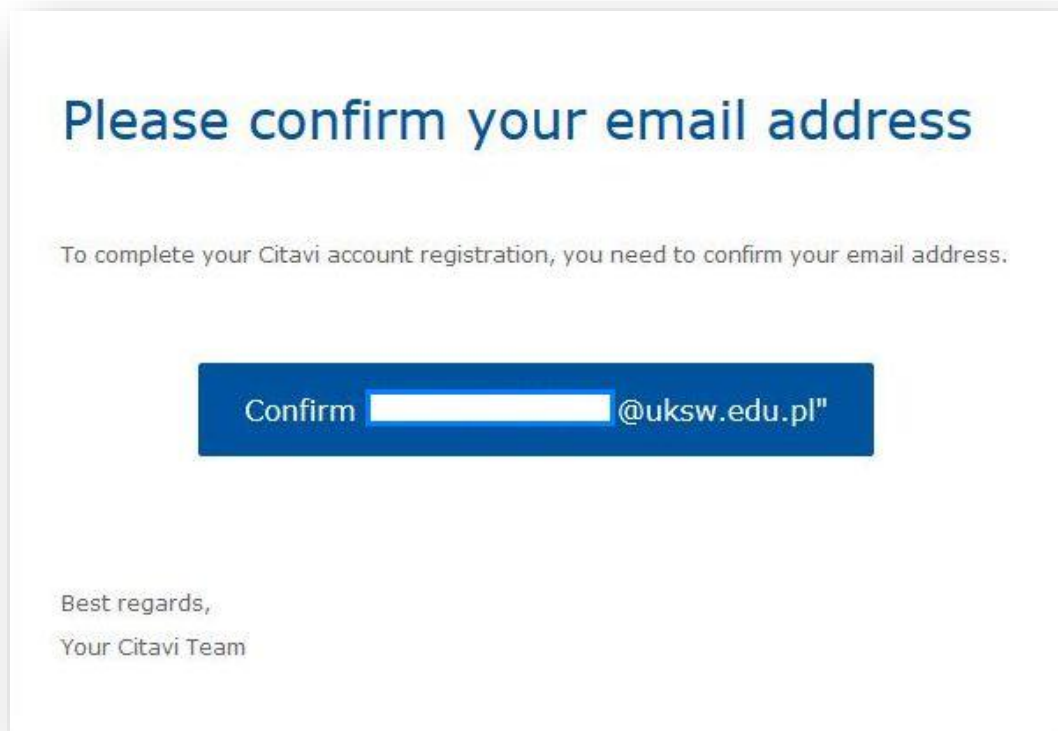 Please confirm your email address
To complete your Citavi account registration, you need to confirm your email address.
Confirm @uksw.edu.pl"
Best regards,
Your Citavi Team